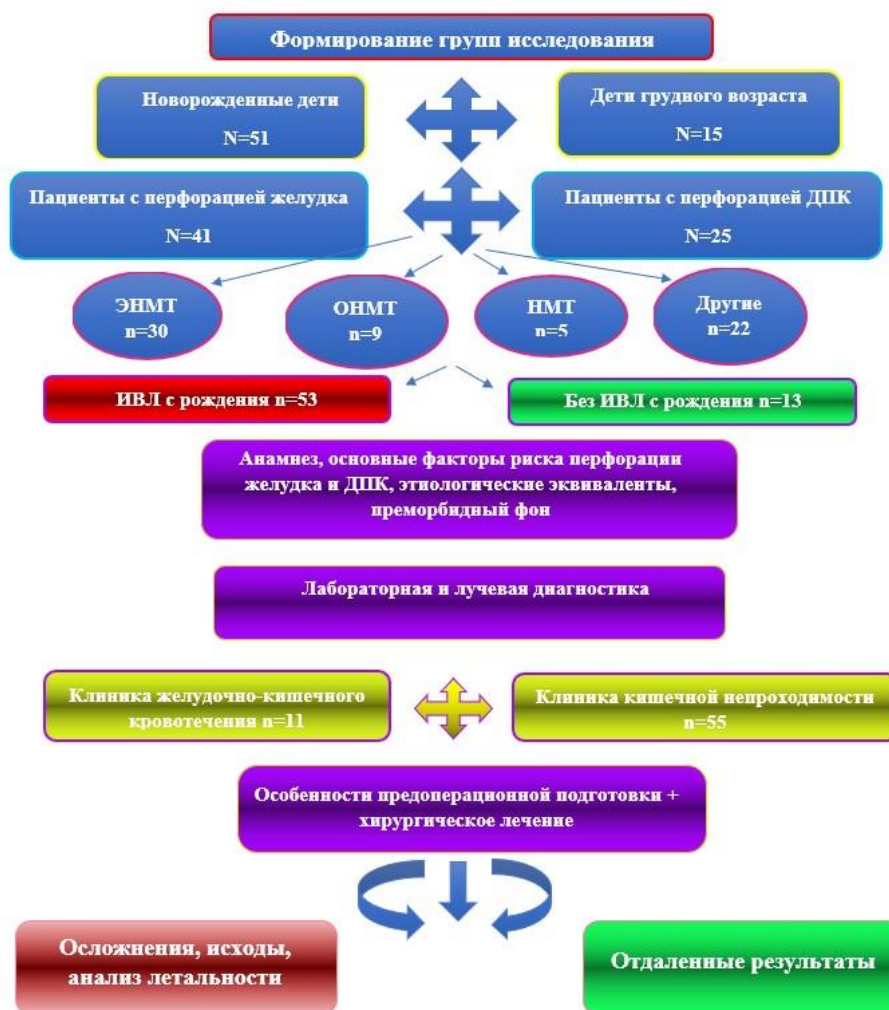 Формирование групп исследования
Новорожденные дети
N=51
Дети грудного возраста
N=15
Пациенты с перфорацией желудка
N=41
Пациенты с перфорацией ДПК
N=25
ЭНМТ
n=30
ОНМТ
n=9
НМТ
n=5
Другие
n=22
ИВЛ с рождения n=53
Без ИВЛ с рождения n=13
Анамнез, основные факторы риска перфорации
желудка и ДПК, этиологические эквиваленты,
преморбидный фон
Лабораторная и лучевая диагностика
Клиника желудочно-кишечного
кровотечения n=11
Клиника кишечной непроходимости
n=55
Особенности предоперационной подготовки +
хирургическое лечение
Осложнения, исходы,
анализ летальности
Отдаленные результаты